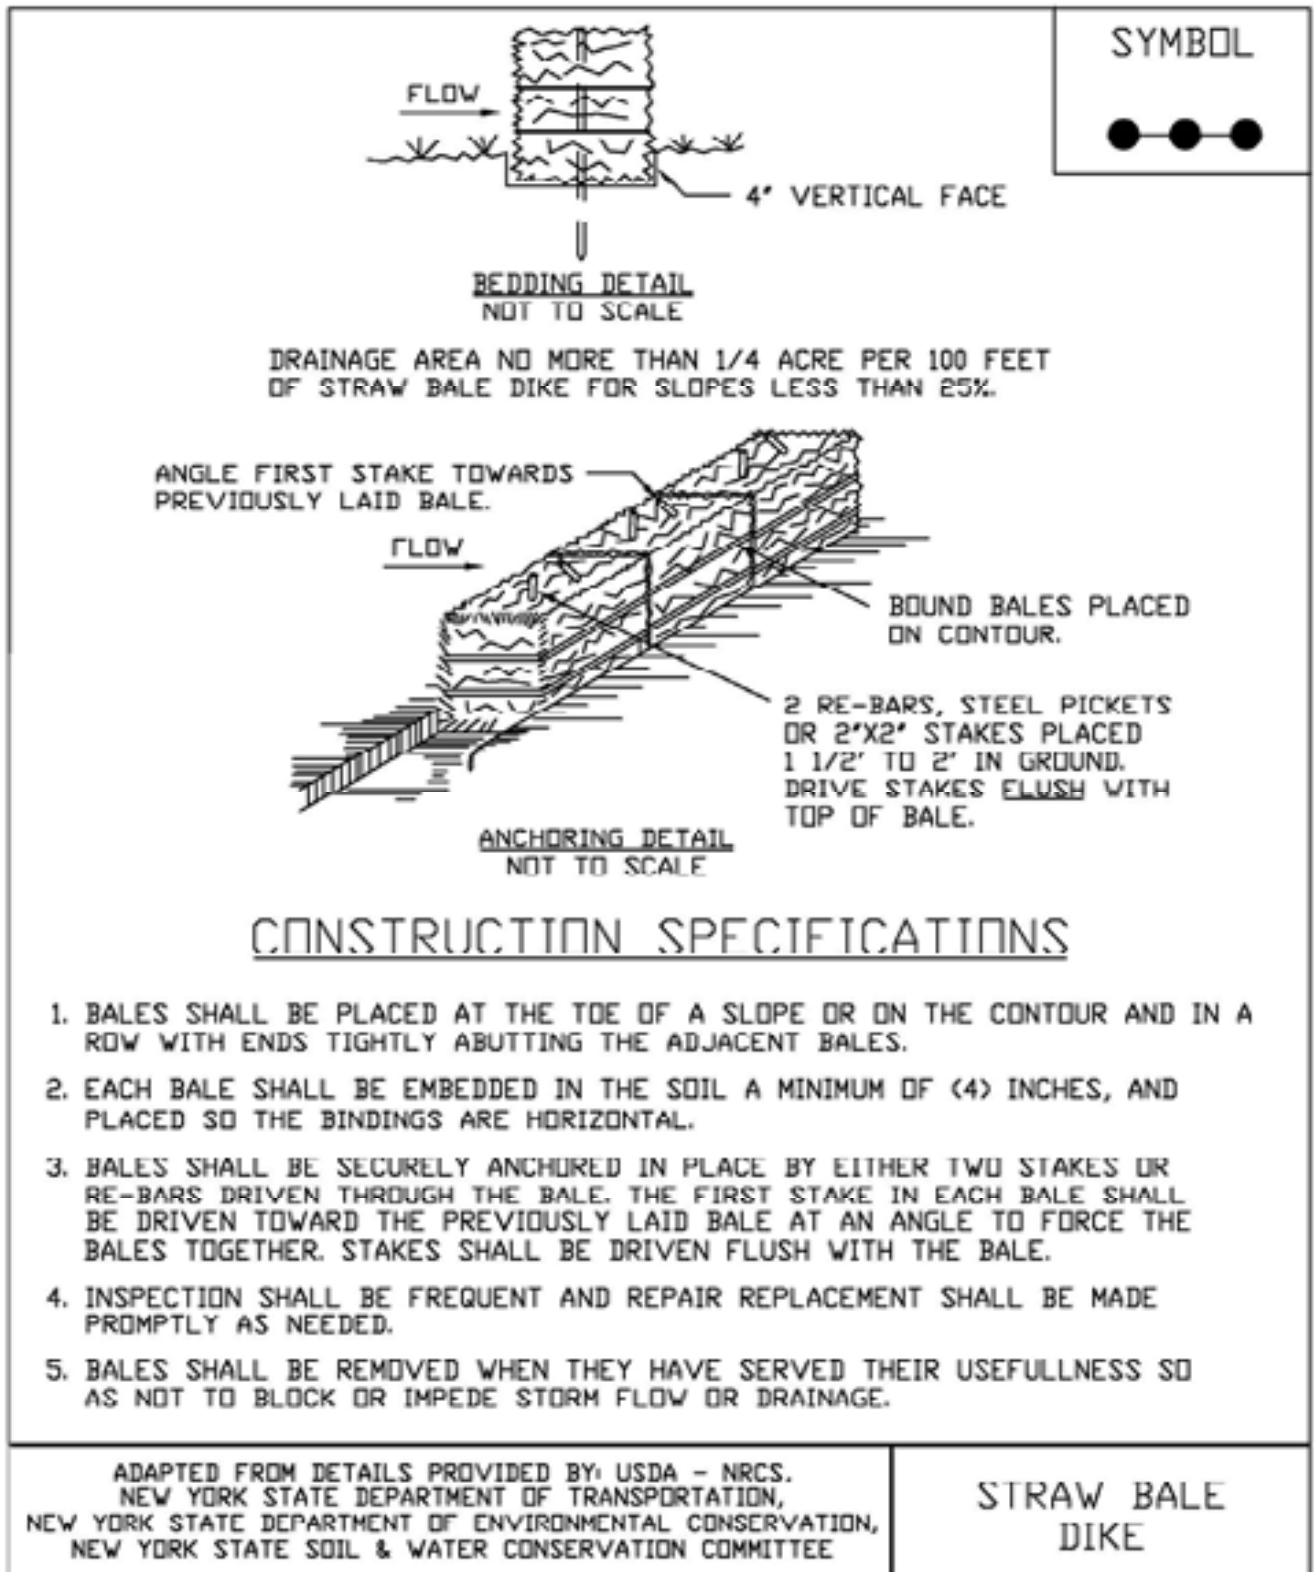 SYMBOL
FLOW
4" VERTICAL FACE
BEDDING DETAIL
NOT TO SCALE
DRAINAGE AREA NO MORE THAN 1/4 ACRE PER 100 FEET
OF STRAW BALE DIKE FOR SLOPES LESS THAN 25%.
ANGLE FIRST STAKE TOWARDS
PREVIOUSLY LAID BALE.
FLOW
BOUND BALES PLACED
ON CONTOUR.
2 RE-BARS, STEEL PICKETS
OR 2"X2" STAKES PLACED
1 1/2' TO 2' IN GROUND.
DRIVE STAKES FLUSH WITH
TOP OF BALE.
ANCHORING DETAIL
NOT TO SCALE
CONSTRUCTION SPECIFICATIONS
1. BALES SHALL BE PLACED AT THE TOE OF A SLOPE OR ON THE CONTOUR AND IN A
ROW WITH ENDS TIGHTLY ABUTTING THE ADJACENT BALES.
2. EACH BALE SHALL BE EMBEDDED IN THE SOIL A MINIMUM OF (4) INCHES, AND
PLACED SO THE BINDINGS ARE HORIZONTAL.
3. BALES SHALL BE SECURELY ANCHORED IN PLACE BY EITHER TWO STAKES OR
RE-BARS DRIVEN THROUGH THE BALE. THE FIRST STAKE IN EACH BALE SHALL
BE DRIVEN TOWARD THE PREVIOUSLY LAID BALE AT AN ANGLE TO FORCE THE
BALES TOGETHER. STAKES SHALL BE DRIVEN FLUSH WITH THE BALE.
4. INSPECTION SHALL BE FREQUENT AND REPAIR REPLACEMENT SHALL BE MADE
PROMPTLY AS NEEDED.
5. BALES SHALL BE REMOVED WHEN THEY HAVE SERVED THEIR USEFULLNESS SO
AS NOT TO BLOCK OR IMPEDE STORM FLOW OR DRAINAGE.
ADAPTED FROM DETAILS PROVIDED BY: USDA - NRCS,
NEW YORK STATE DEPARTMENT OF TRANSPORTATION,
NEW YORK STATE DEPARTMENT OF ENVIRONMENTAL CONSERVATION,
NEW YORK STATE SOIL & WATER CONSERVATION COMMITTEE
STRAW BALE
DIKE